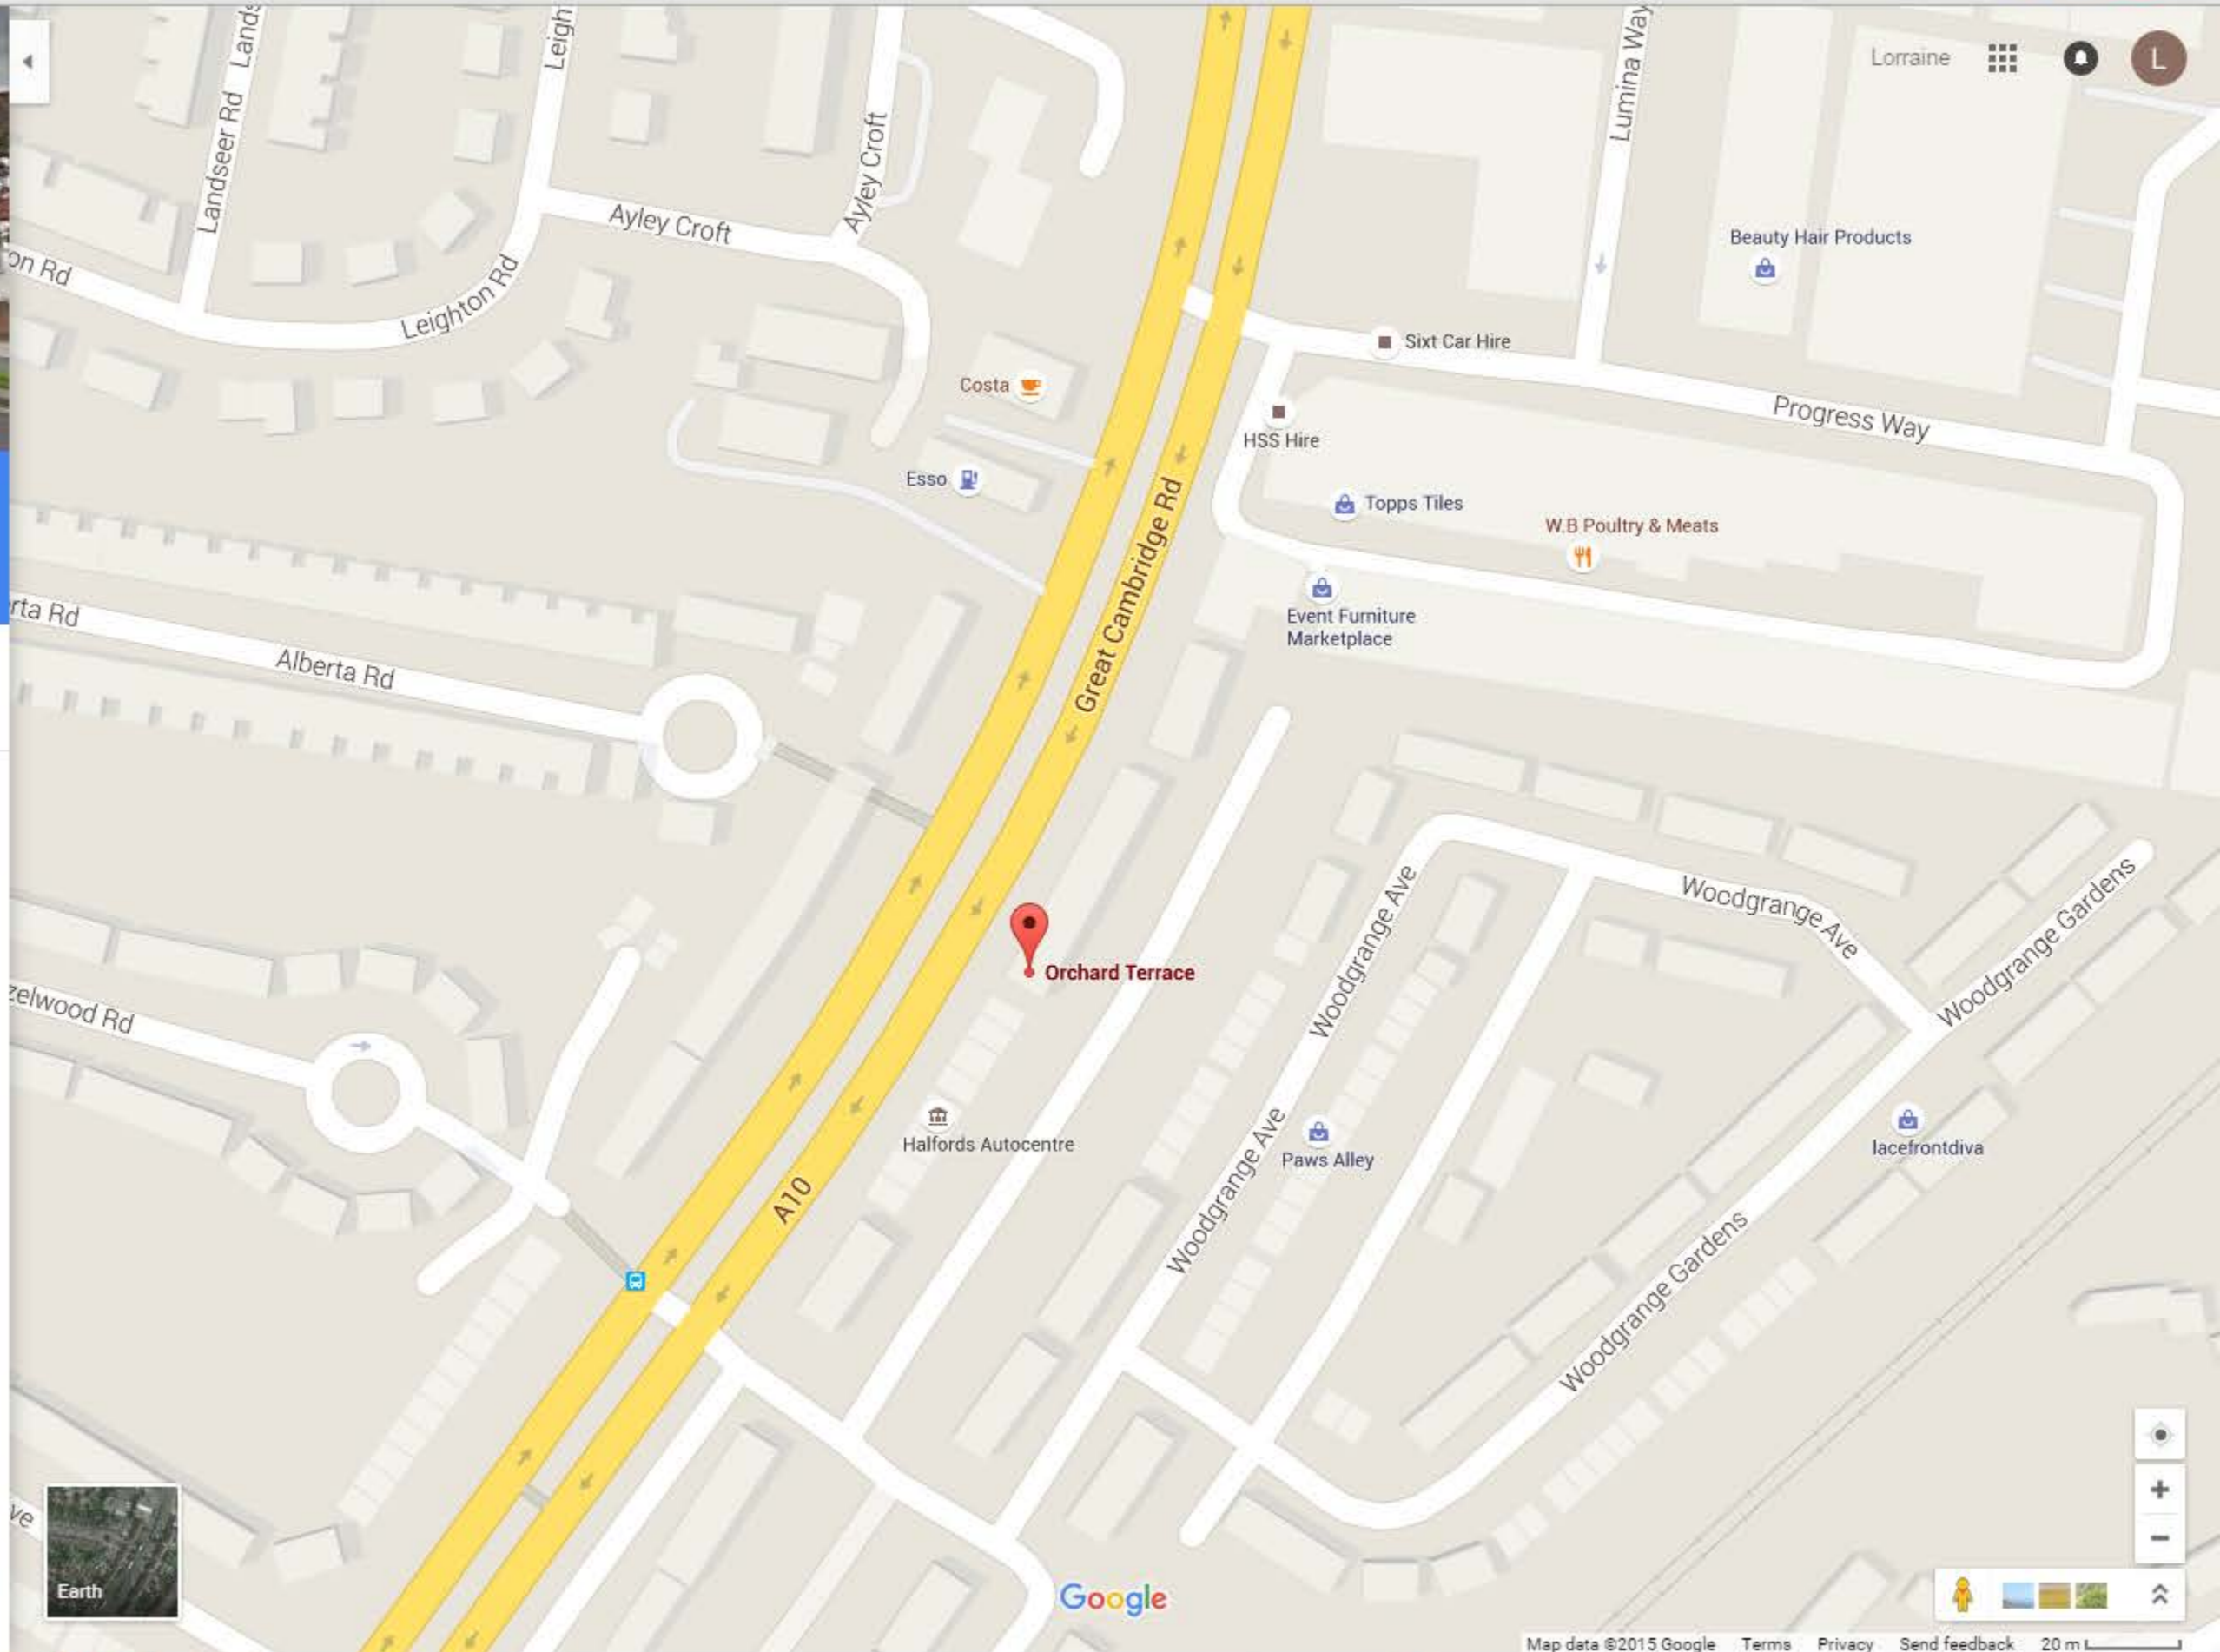 Lands
Landseer Rd
Leigh
Lumina Way
Lorraine
L
Ayley Croft
Ayley Croft
Beauty Hair Products
on Rd
Leighton Rd
Sixt Car Hire
Costa
Progress Way
HSS Hire
Esso
Topps Tiles
W.B Poultry & Meats
Great Cambridge Rd
Event Furniture
Marketplace
rta Rd
Alberta Rd
Woodgrange Ave
Woodgrange Ave
Woodgrange Gardens
Orchard Terrace
zelwood Rd
Halfords Autocentre
A10
Woodgrange Ave
Paws Alley
lacefrontdiva
Woodgrange Gardens
ve
Earth
Google
Map data ©2015 Google Terms Privacy Send feedback 20 m